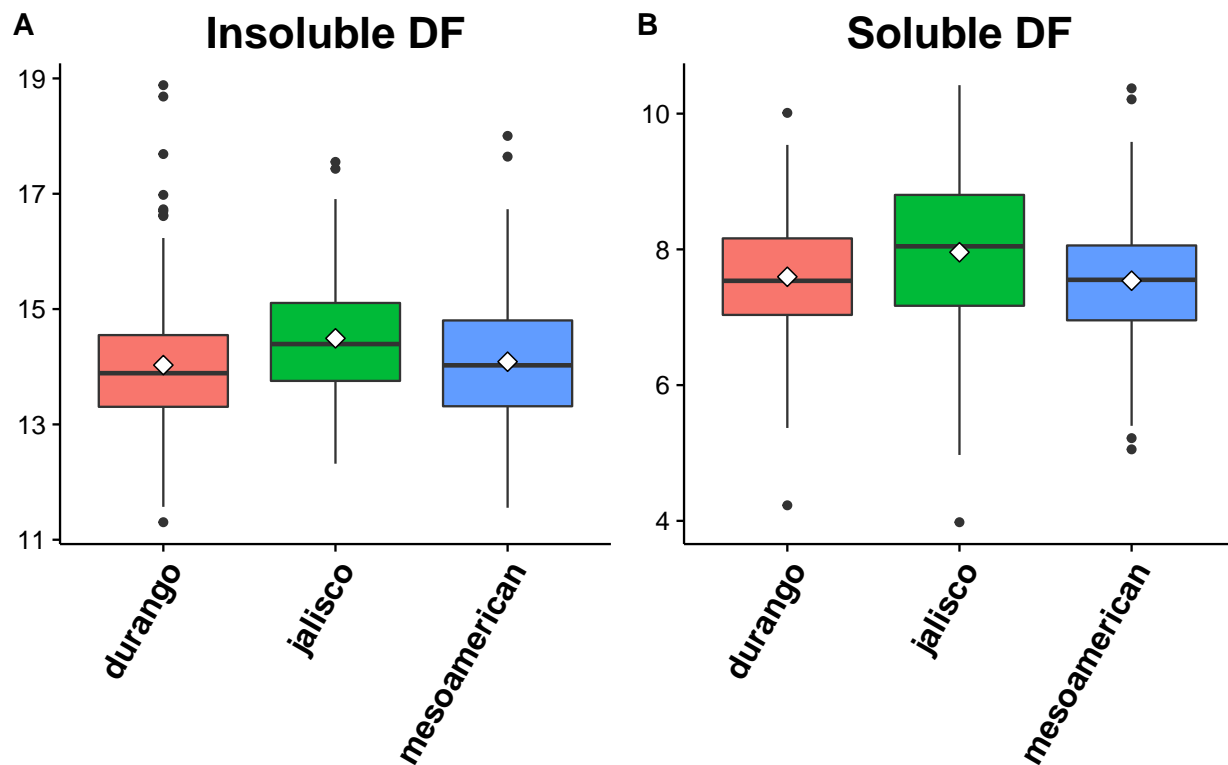 A
Insoluble DF
19
17
15
13
11
durango
jalisco
mesoamerican
B
Soluble DF
10
8
6
4
durango
jalisco
mesoamerican